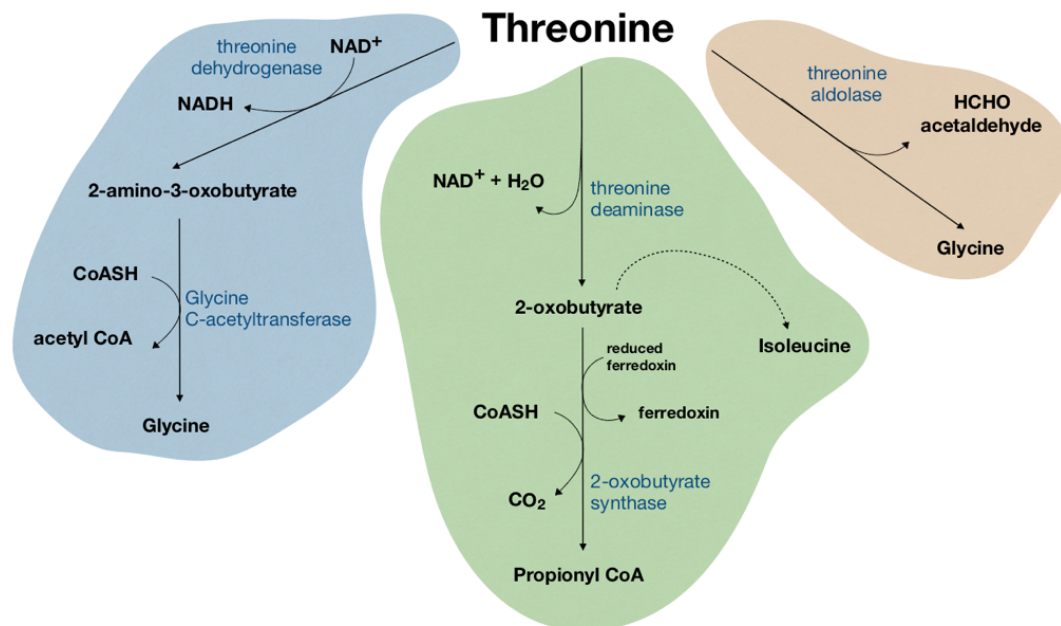 Threonine
threonine
dehydrogenase
NAD⁺
NADH
2-amino-3-oxobutyrate
CoASH
Glycine
C-acetyltransferase
acetyl CoA
Glycine
NAD⁺ + H₂O
threonine
deaminase
2-oxobutyrate
Isoleucine
reduced
ferredoxin
CoASH
ferredoxin
CO₂
2-oxobutyrate
synthase
Propionyl CoA
threonine
aldolase
HCHO
acetaldehyde
Glycine